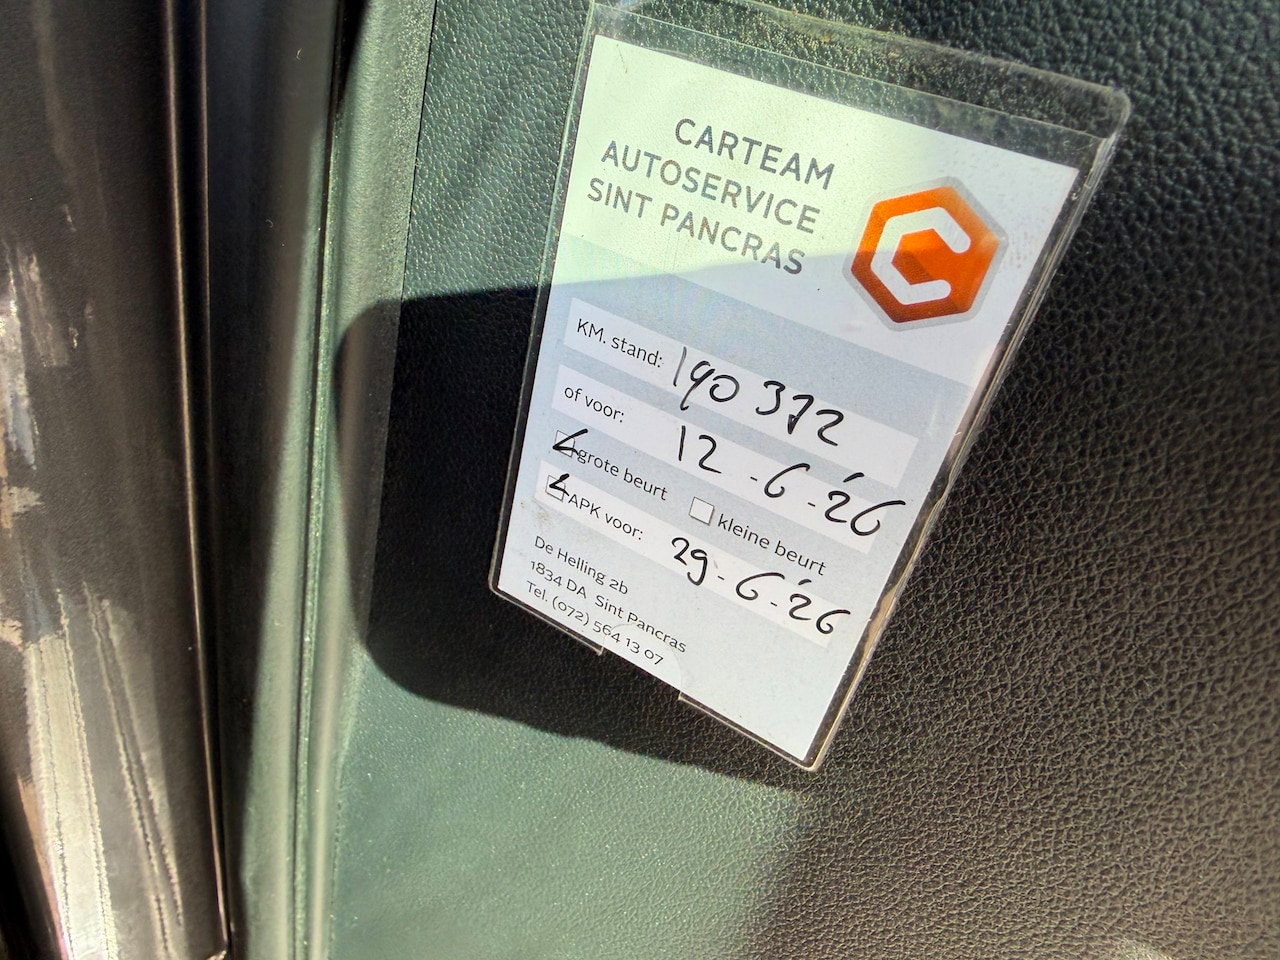 CARTEAM
AUTOSERVICE
SINT PANCRAS
KM. stand: 190 372
of voor: 12-6-'26
grote beurt kleine beurt
APK voor: 29-6-'26
De Helling 2b
1834 DA Sint Pancras
Tel. (072) 564 13 07